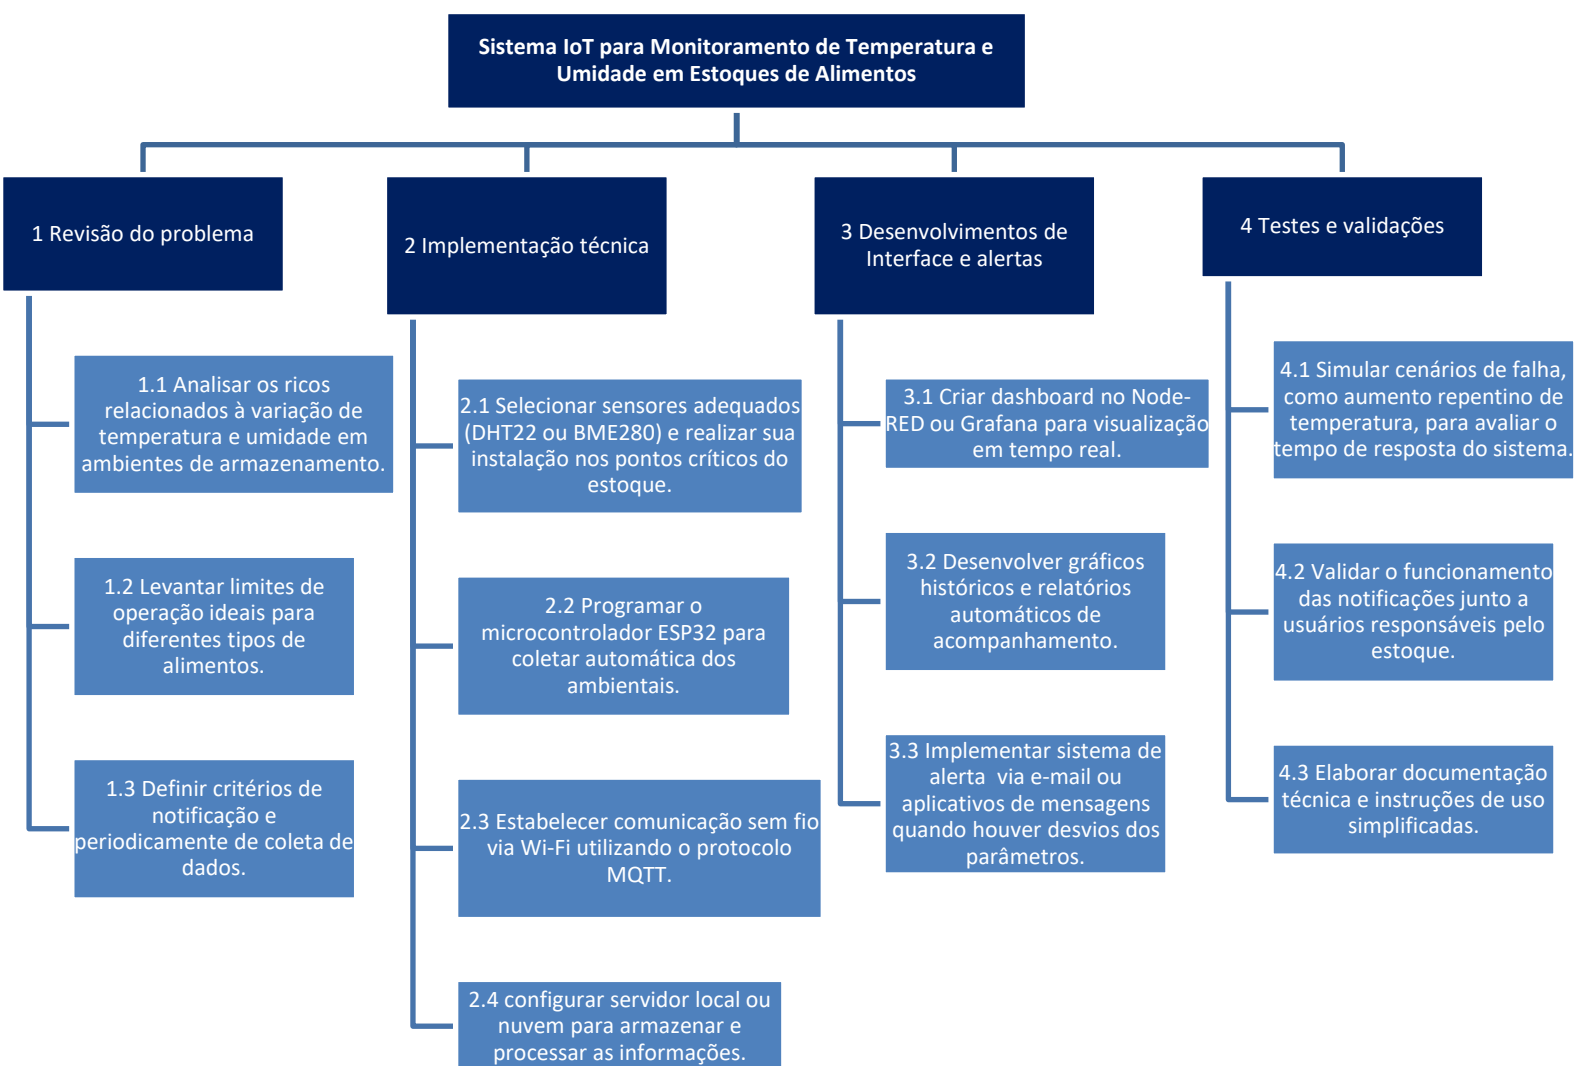 Sistema IoT para Monitoramento de Temperatura e
Umidade em Estoques de Alimentos
1 Revisão do problema
1.1 Analisar os ricos
relacionados à variação de
temperatura e umidade em
ambientes de armazenamento.
1.2 Levantar limites de
operação ideais para
diferentes tipos de
alimentos.
1.3 Definir critérios de
notificação e
periodicamente de coleta de
dados.
2 Implementação técnica
2.1 Selecionar sensores adequados
(DHT22 ou BME280) e realizar sua
instalação nos pontos críticos do
estoque.
2.2 Programar o
microcontrolador ESP32 para
coletar automática dos
ambientais.
2.3 Estabelecer comunicação sem fio
via Wi-Fi utilizando o protocolo
MQTT.
2.4 configurar servidor local ou
nuvem para armazenar e
processar as informações.
3 Desenvolvimentos de
Interface e alertas
3.1 Criar dashboard no Node-
RED ou Grafana para visualização
em tempo real.
3.2 Desenvolver gráficos
históricos e relatórios
automáticos de
acompanhamento.
3.3 Implementar sistema de
alerta  via e-mail ou
aplicativos de mensagens
quando houver desvios dos
parâmetros.
4 Testes e validações
4.1 Simular cenários de falha,
como aumento repentino de
temperatura, para avaliar o
tempo de resposta do sistema.
4.2 Validar o funcionamento
das notificações junto a
usuários responsáveis pelo
estoque.
4.3 Elaborar documentação
técnica e instruções de uso
simplificadas.